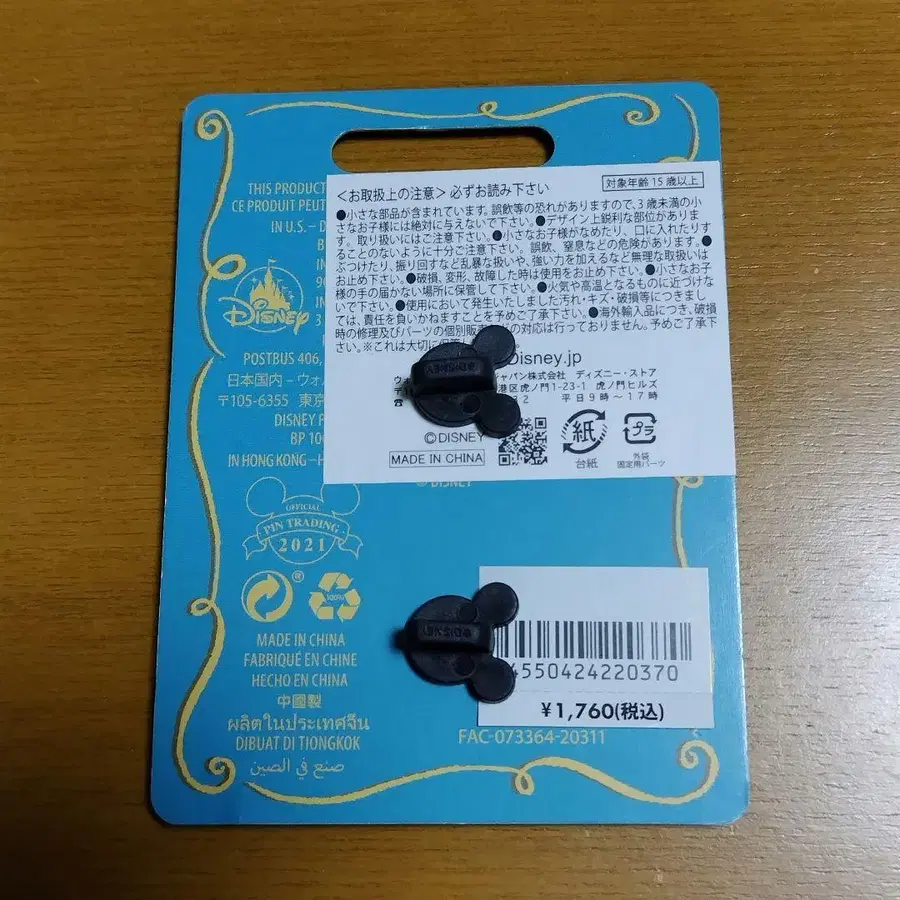 THIS PRODUCT
CE PRODUIT PEUT
IN U.S. – D
Disney
POSTBUS 406,
日本国内 – ウォ
〒105-6355 東京
DISNEY
BP 10
IN HONG KONG – H
<お取扱上の注意> 必ずお読み下さい
対象年齢15歳以上
●小さな部品が含まれています。誤飲等の恐れがありますので、3歳未満の小
さなお子様には絶対に与えないで下さい。●デザイン上鋭利な部位がありま
す。取り扱いにはご注意下さい。●小さなお子様がなめたり、口に入れたりす
ることのないように十分ご注意下さい。誤飲、窒息などの危険があります。●
ぶつけたり、振り回すなど乱暴な扱いや、強い力を加えるなど無理な取扱いは
お止め下さい。●破損、変形、故障した時は使用をお止め下さい。●小さなお子
様の手の届かない場所に保管して下さい。●火気や高温となるものに近づけな
いで下さい。●使用において発生いたしました汚れ・キズ・破損等につきまし
ては、責任を負いかねますことを予めご了承下さい。●海外輸入品につき、破損
時の修理及びパーツの個別販売 の対応は行っておりません。予めご了承下
さい。※これは大切に保管
Disney.jp
ジャパン株式会社 ディズニー・ストア
港区虎ノ門1-23-1 虎ノ門ヒルズ
☎ 12 平日9時~17時
©DISNEY
MADE IN CHINA
紙
台紙
プラ
外袋
固定用パーツ
© DISNEY
OFFICIAL
PIN TRADING
2021
®
100%
MADE IN CHINA
FABRIQUÉ EN CHINE
HECHO EN CHINA
中國製
ผลิตในประเทศจีน
DIBUAT DI TIONGKOK
صنع في الصين
©DISNEY
©DISNEY
4550424220370
¥1,760(税込)
FAC-073364-20311